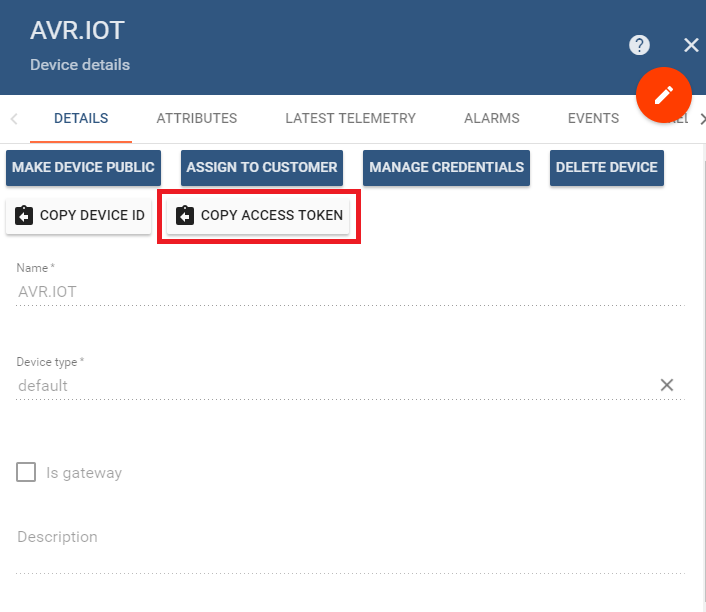 AVR.IOT
?
Device details
DETAILS ATTRIBUTES LATEST TELEMETRY ALARMS EVENTS
MAKE DEVICE PUBLIC ASSIGN TO CUSTOMER MANAGE CREDENTIALS DELETE DEVICE
COPY DEVICE ID COPY ACCESS TOKEN
Name *
AVR.IOT
Device type *
default
Is gateway
Description